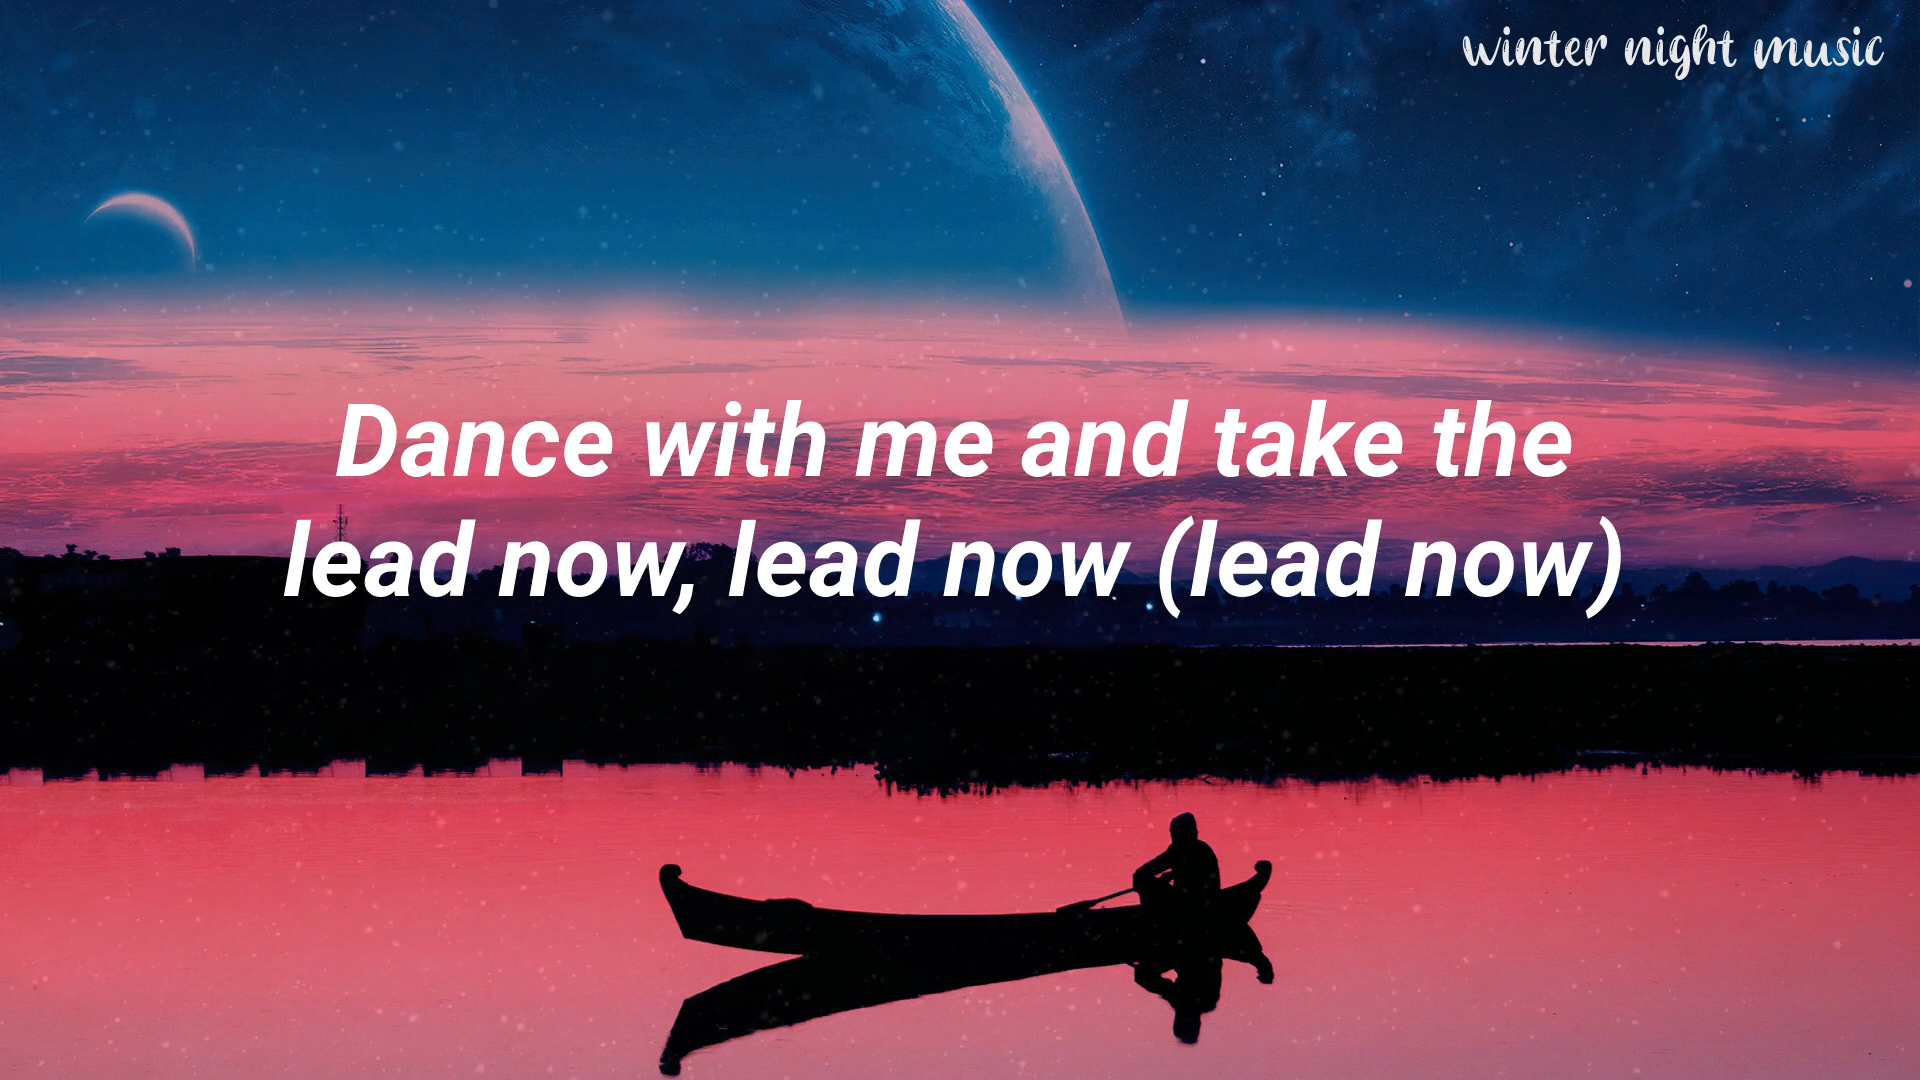 winter night music
Dance with me and take the
lead now, lead now (lead now)